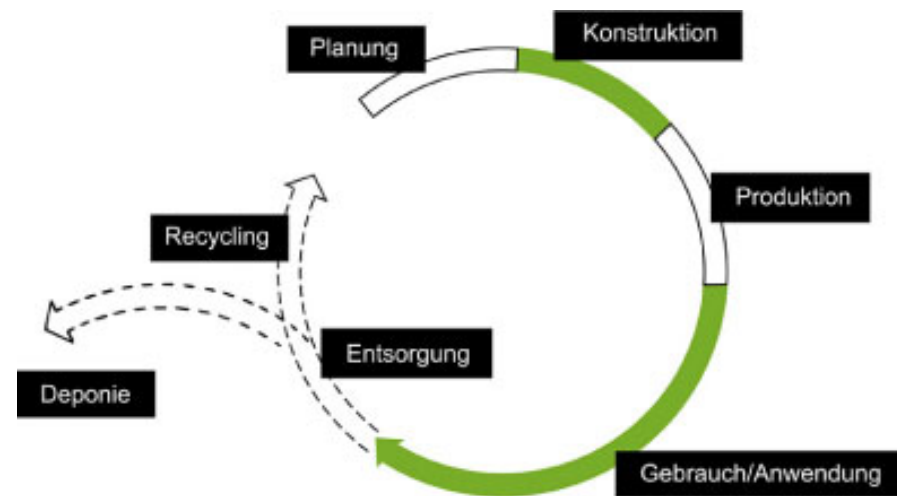 Planung
Konstruktion
Produktion
Recycling
Entsorgung
Deponie
Gebrauch/Anwendung